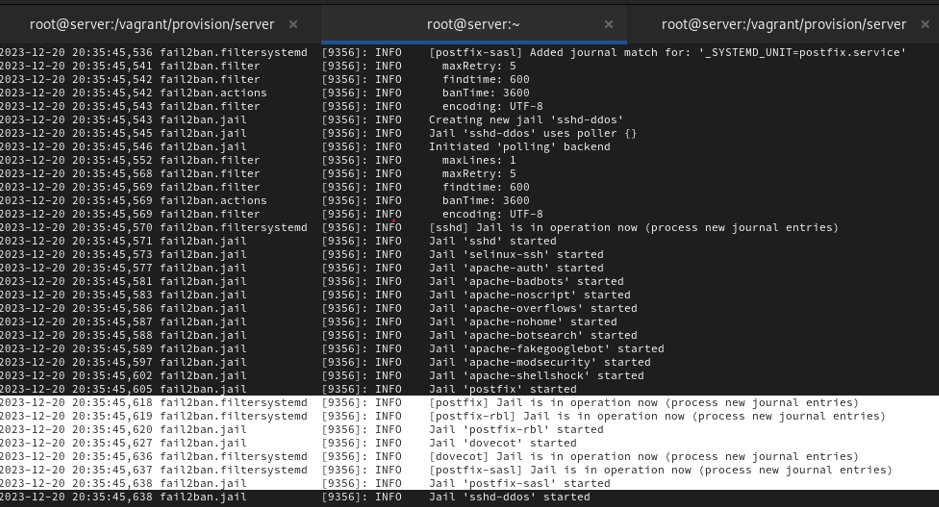 root@server:/vagrant/provision/server × root@server:~ × root@server:/vagrant/provision/server ×
2023-12-20 20:35:45,536 fail2ban.filtersystemd [9356]: INFO [postfix-sasl] Added journal match for: '_SYSTEMD_UNIT=postfix.service'
2023-12-20 20:35:45,541 fail2ban.filter [9356]: INFO maxRetry: 5
2023-12-20 20:35:45,542 fail2ban.filter [9356]: INFO findtime: 600
2023-12-20 20:35:45,542 fail2ban.actions [9356]: INFO banTime: 3600
2023-12-20 20:35:45,543 fail2ban.filter [9356]: INFO encoding: UTF-8
2023-12-20 20:35:45,543 fail2ban.jail [9356]: INFO Creating new jail 'sshd-ddos'
2023-12-20 20:35:45,545 fail2ban.jail [9356]: INFO Jail 'sshd-ddos' uses poller {}
2023-12-20 20:35:45,546 fail2ban.jail [9356]: INFO Initiated 'polling' backend
2023-12-20 20:35:45,552 fail2ban.filter [9356]: INFO maxLines: 1
2023-12-20 20:35:45,568 fail2ban.filter [9356]: INFO maxRetry: 5
2023-12-20 20:35:45,569 fail2ban.filter [9356]: INFO findtime: 600
2023-12-20 20:35:45,569 fail2ban.actions [9356]: INFO banTime: 3600
2023-12-20 20:35:45,569 fail2ban.filter [9356]: INFO encoding: UTF-8
2023-12-20 20:35:45,570 fail2ban.filtersystemd [9356]: INFO [sshd] Jail is in operation now (process new journal entries)
2023-12-20 20:35:45,571 fail2ban.jail [9356]: INFO Jail 'sshd' started
2023-12-20 20:35:45,573 fail2ban.jail [9356]: INFO Jail 'selinux-ssh' started
2023-12-20 20:35:45,577 fail2ban.jail [9356]: INFO Jail 'apache-auth' started
2023-12-20 20:35:45,581 fail2ban.jail [9356]: INFO Jail 'apache-badbots' started
2023-12-20 20:35:45,583 fail2ban.jail [9356]: INFO Jail 'apache-noscript' started
2023-12-20 20:35:45,586 fail2ban.jail [9356]: INFO Jail 'apache-overflows' started
2023-12-20 20:35:45,587 fail2ban.jail [9356]: INFO Jail 'apache-nohome' started
2023-12-20 20:35:45,588 fail2ban.jail [9356]: INFO Jail 'apache-botsearch' started
2023-12-20 20:35:45,589 fail2ban.jail [9356]: INFO Jail 'apache-fakegooglebot' started
2023-12-20 20:35:45,597 fail2ban.jail [9356]: INFO Jail 'apache-modsecurity' started
2023-12-20 20:35:45,602 fail2ban.jail [9356]: INFO Jail 'apache-shellshock' started
2023-12-20 20:35:45,605 fail2ban.jail [9356]: INFO Jail 'postfix' started
2023-12-20 20:35:45,618 fail2ban.filtersystemd [9356]: INFO [postfix] Jail is in operation now (process new journal entries)
2023-12-20 20:35:45,619 fail2ban.filtersystemd [9356]: INFO [postfix-rbl] Jail is in operation now (process new journal entries)
2023-12-20 20:35:45,620 fail2ban.jail [9356]: INFO Jail 'postfix-rbl' started
2023-12-20 20:35:45,627 fail2ban.jail [9356]: INFO Jail 'dovecot' started
2023-12-20 20:35:45,636 fail2ban.filtersystemd [9356]: INFO [dovecot] Jail is in operation now (process new journal entries)
2023-12-20 20:35:45,637 fail2ban.filtersystemd [9356]: INFO [postfix-sasl] Jail is in operation now (process new journal entries)
2023-12-20 20:35:45,638 fail2ban.jail [9356]: INFO Jail 'postfix-sasl' started
2023-12-20 20:35:45,638 fail2ban.jail [9356]: INFO Jail 'sshd-ddos' started